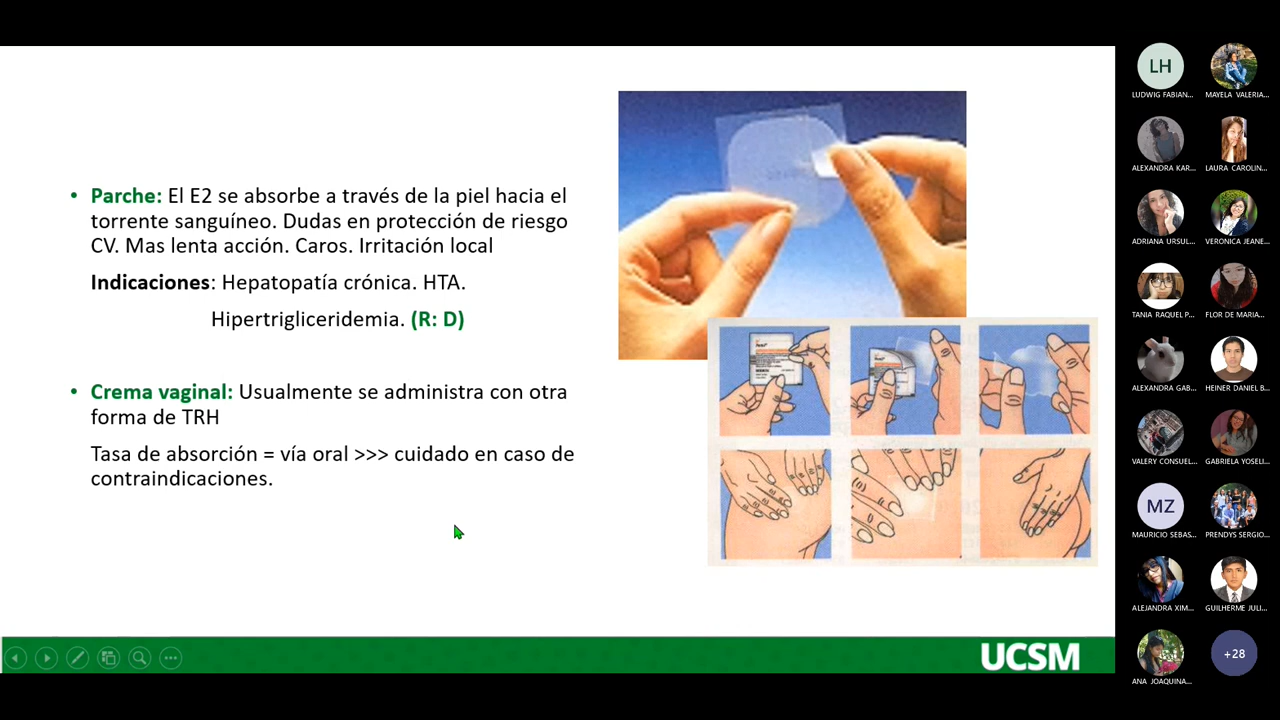 • Parche: El E2 se absorbe a través de la piel hacia el
torrente sanguíneo. Dudas en protección de riesgo
CV. Mas lenta acción. Caros. Irritación local
Indicaciones: Hepatopatía crónica. HTA.
Hipertrigliceridemia. (R: D)
• Crema vaginal: Usualmente se administra con otra
forma de TRH
Tasa de absorción = vía oral >>> cuidado en caso de
contraindicaciones.
UCSM
LH
LUDWIG FABIAN...
MAYELA VALERIA...
ALEXANDRA KAR...
LAURA CAROLIN...
ADRIANA URSUL...
VERONICA JEANE...
TANIA RAQUEL P...
FLOR DE MARIA...
ALEXANDRA GAB...
HEINER DANIEL B...
VALERY CONSUEL...
GABRIELA YOSELI...
MZ
MAURICIO SEBAS...
PRENDYS SERGIO...
ALEJANDRA XIM...
GUILHERME JULI...
ANA JOAQUINA...
+28